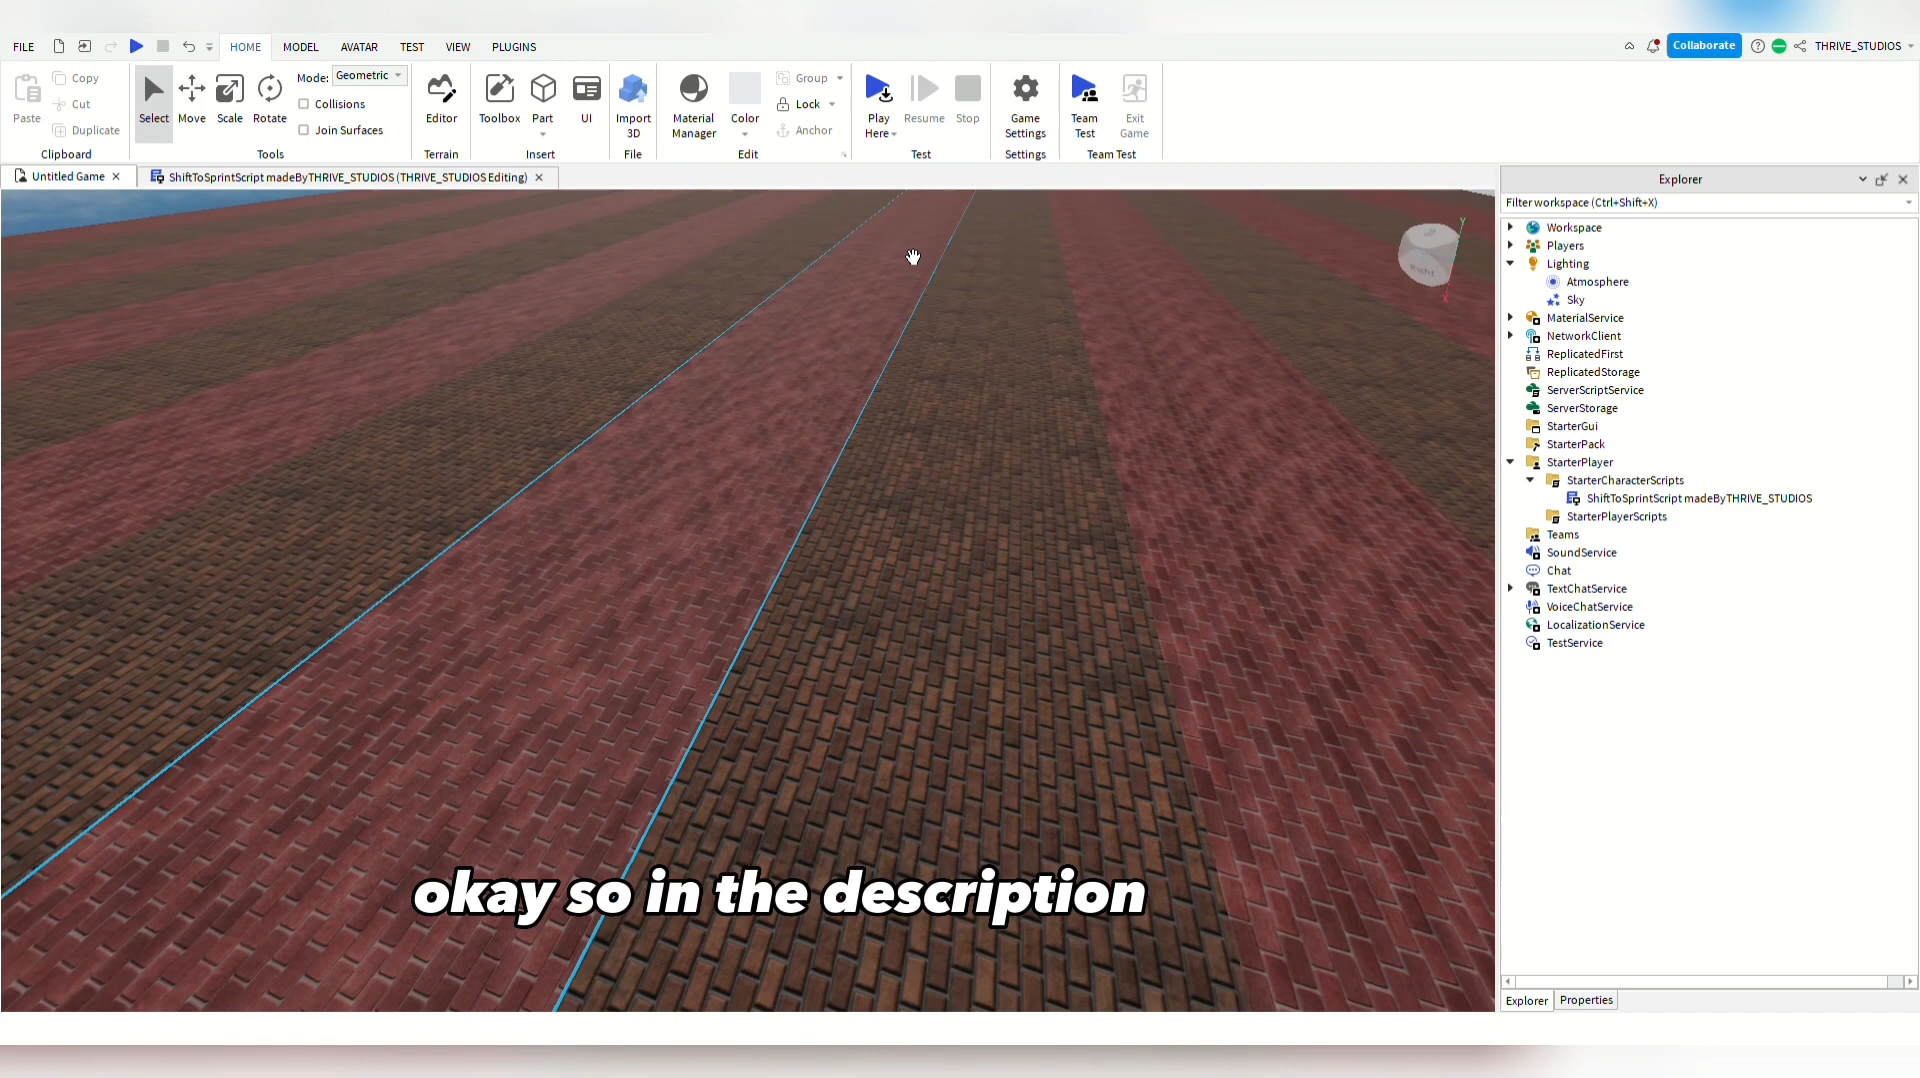 FILE HOME MODEL AVATAR TEST VIEW PLUGINS Collaborate THRIVE_STUDIOS
Paste Copy Cut Duplicate
Clipboard
Select Move Scale Rotate
Mode: Geometric
Collisions
Join Surfaces
Tools
Editor
Terrain
Toolbox Part UI
Insert
Import 3D
File
Material Manager Color Group Lock Anchor
Edit
Play Here Resume Stop
Test
Game Settings
Settings
Team Test Exit Game
Team Test
Untitled Game
ShiftToSprintScript madeByTHRIVE_STUDIOS (THRIVE_STUDIOS Editing)
Right
Explorer
Filter workspace (Ctrl+Shift+X)
Workspace
Players
Lighting
Atmosphere
Sky
MaterialService
NetworkClient
ReplicatedFirst
ReplicatedStorage
ServerScriptService
ServerStorage
StarterGui
StarterPack
StarterPlayer
StarterCharacterScripts
ShiftToSprintScript madeByTHRIVE_STUDIOS
StarterPlayerScripts
Teams
SoundService
Chat
TextChatService
VoiceChatService
LocalizationService
TestService
Explorer Properties
okay so in the description